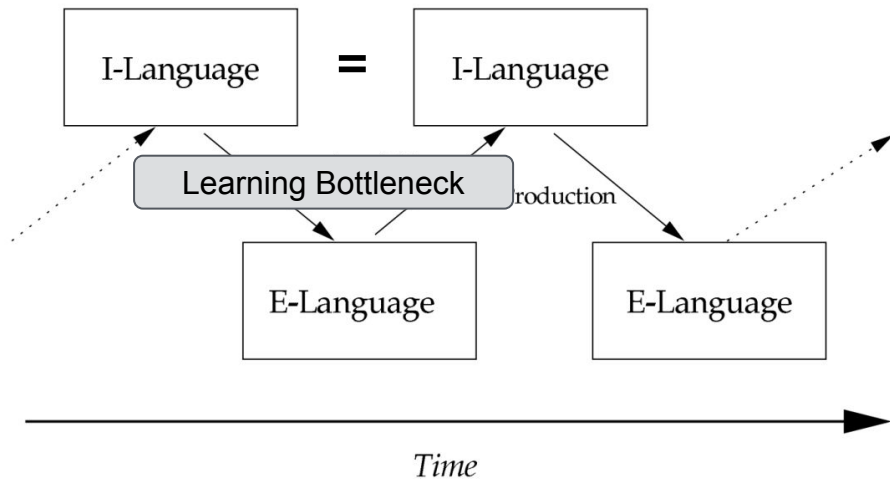 I-Language = I-Language
Learning Bottleneck
roduction
E-Language E-Language
Time